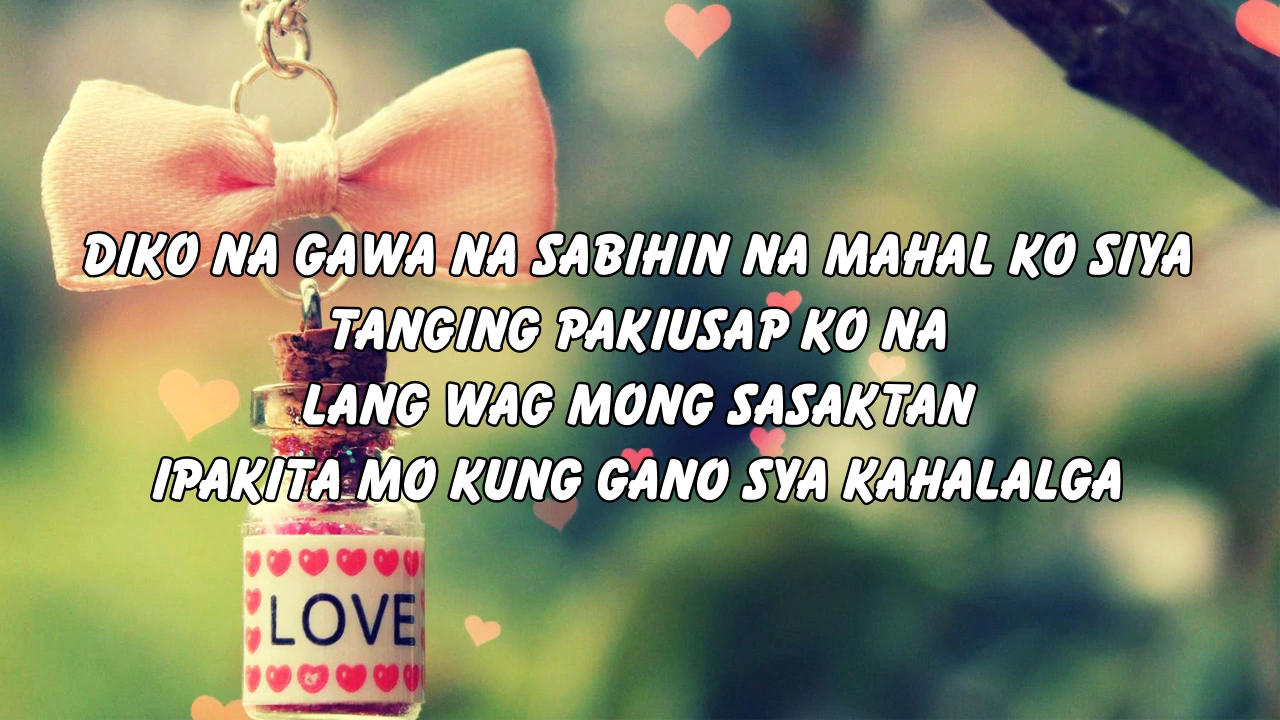 DIKO NA GAWA NA SABIHIN NA MAHAL KO SIYA
TANGING PAKIUSAP KO NA
LANG WAG MONG SASAKTAN
IPAKITA MO KUNG GANO SYA KAHALALGA
LOVE